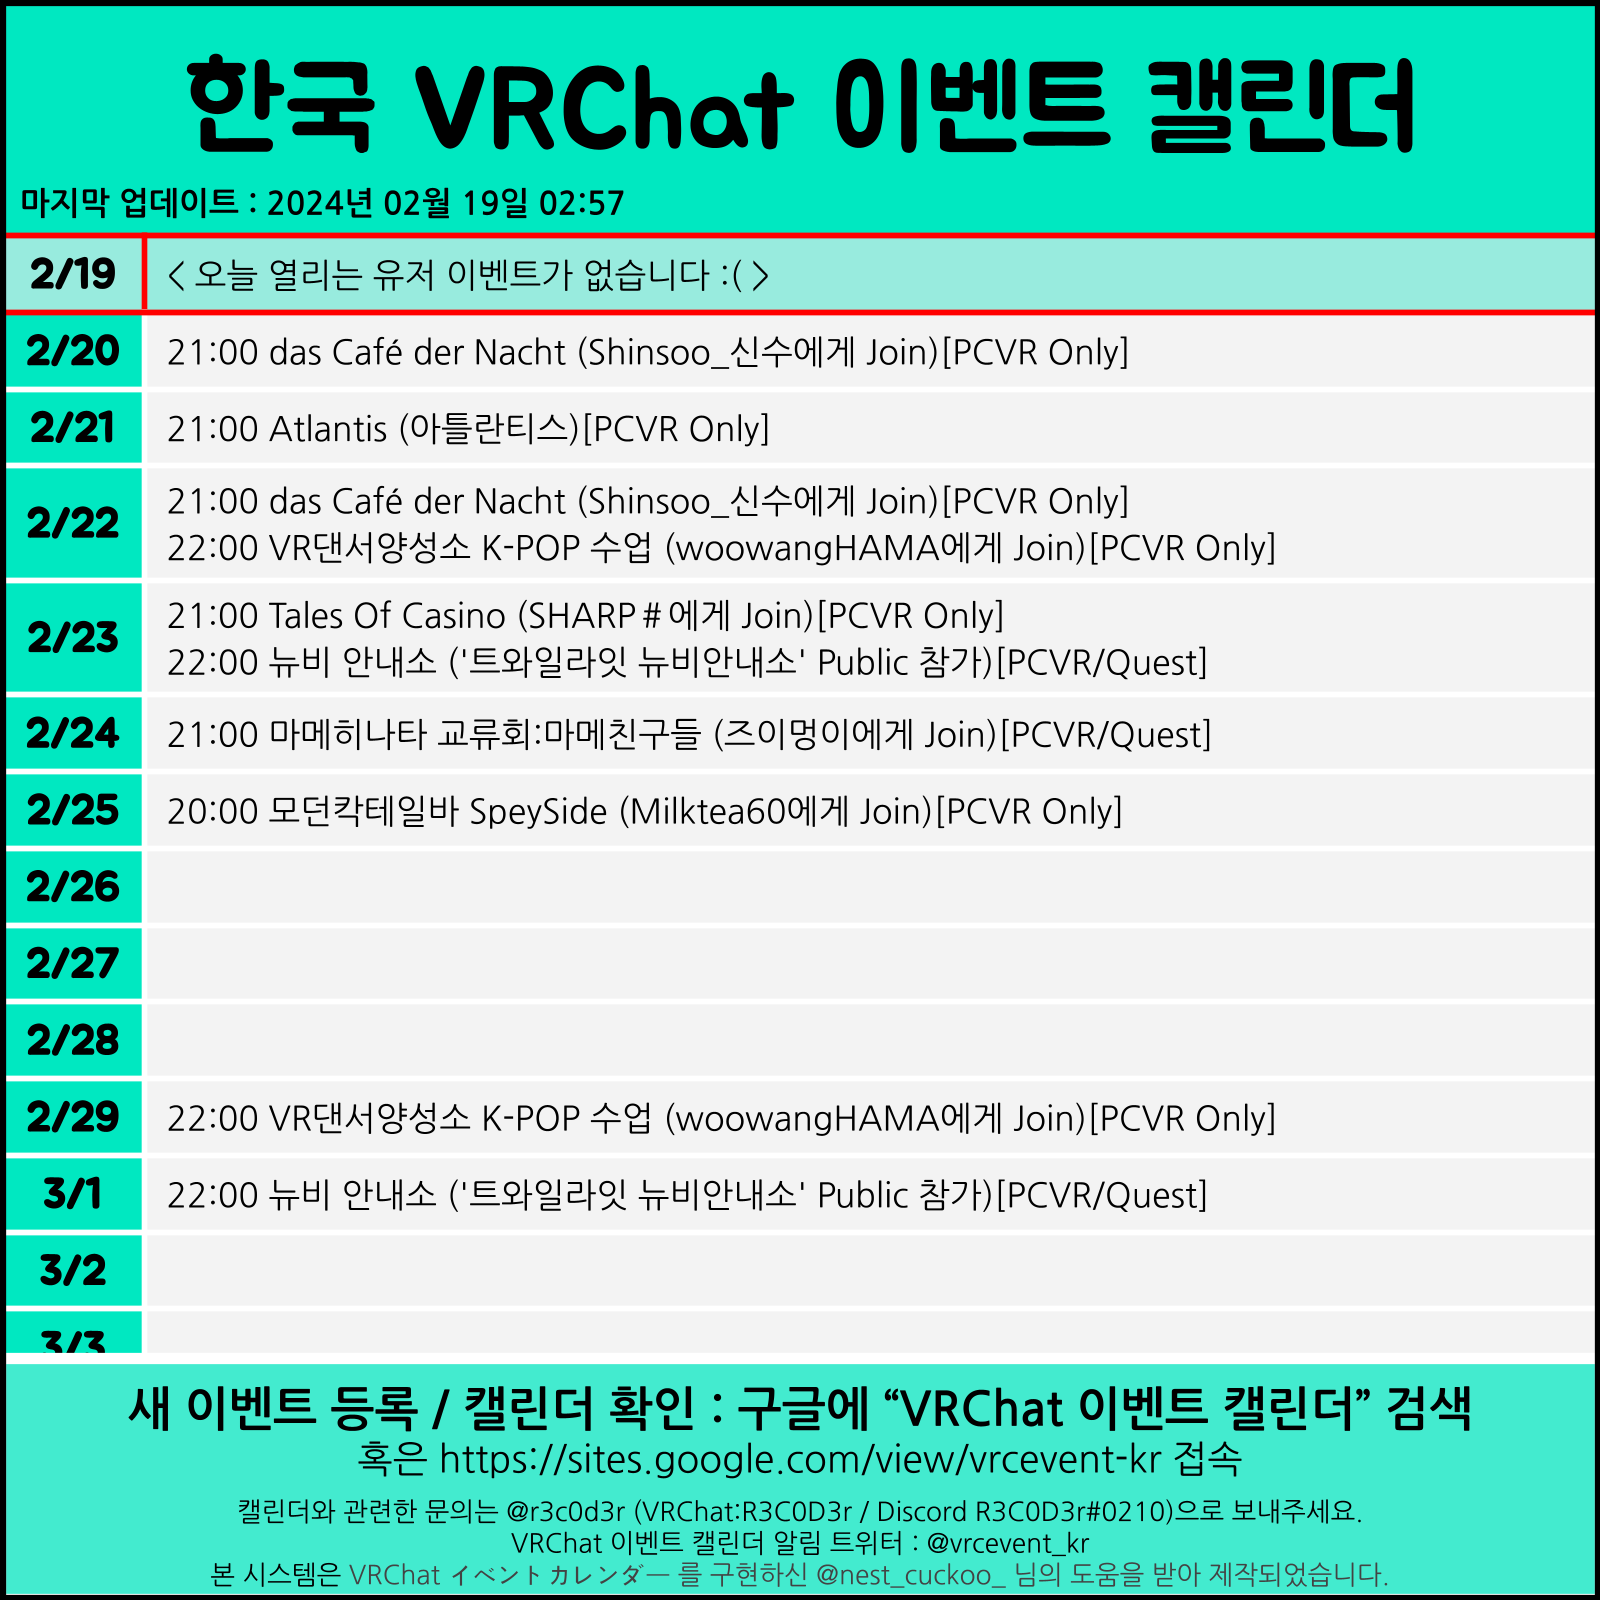 한국 VRChat 이벤트 캘린더
마지막 업데이트 : 2024년 02월 19일 02:57
2/19
< 오늘 열리는 유저 이벤트가 없습니다 :( >
2/20
21:00 das Café der Nacht (Shinsoo_신수에게 Join)[PCVR Only]
2/21
21:00 Atlantis (아틀란티스)[PCVR Only]
2/22
21:00 das Café der Nacht (Shinsoo_신수에게 Join)[PCVR Only]
22:00 VR댄서양성소 K-POP 수업 (woowangHAMA에게 Join)[PCVR Only]
2/23
21:00 Tales Of Casino (SHARP＃에게 Join)[PCVR Only]
22:00 뉴비 안내소 ('트와일라잇 뉴비안내소' Public 참가)[PCVR/Quest]
2/24
21:00 마메히나타 교류회:마메친구들 (즈이멍이에게 Join)[PCVR/Quest]
2/25
20:00 모던칵테일바 SpeySide (Milktea60에게 Join)[PCVR Only]
2/26
2/27
2/28
2/29
22:00 VR댄서양성소 K-POP 수업 (woowangHAMA에게 Join)[PCVR Only]
3/1
22:00 뉴비 안내소 ('트와일라잇 뉴비안내소' Public 참가)[PCVR/Quest]
3/2
3/3
새 이벤트 등록 / 캘린더 확인 : 구글에 “VRChat 이벤트 캘린더” 검색
혹은 https://sites.google.com/view/vrcevent-kr 접속
캘린더와 관련한 문의는 @r3c0d3r (VRChat:R3C0D3r / Discord R3C0D3r#0210)으로 보내주세요.
VRChat 이벤트 캘린더 알림 트위터 : @vrcevent_kr
본 시스템은 VRChat イベントカレンダー 를 구현하신 @nest_cuckoo_ 님의 도움을 받아 제작되었습니다.